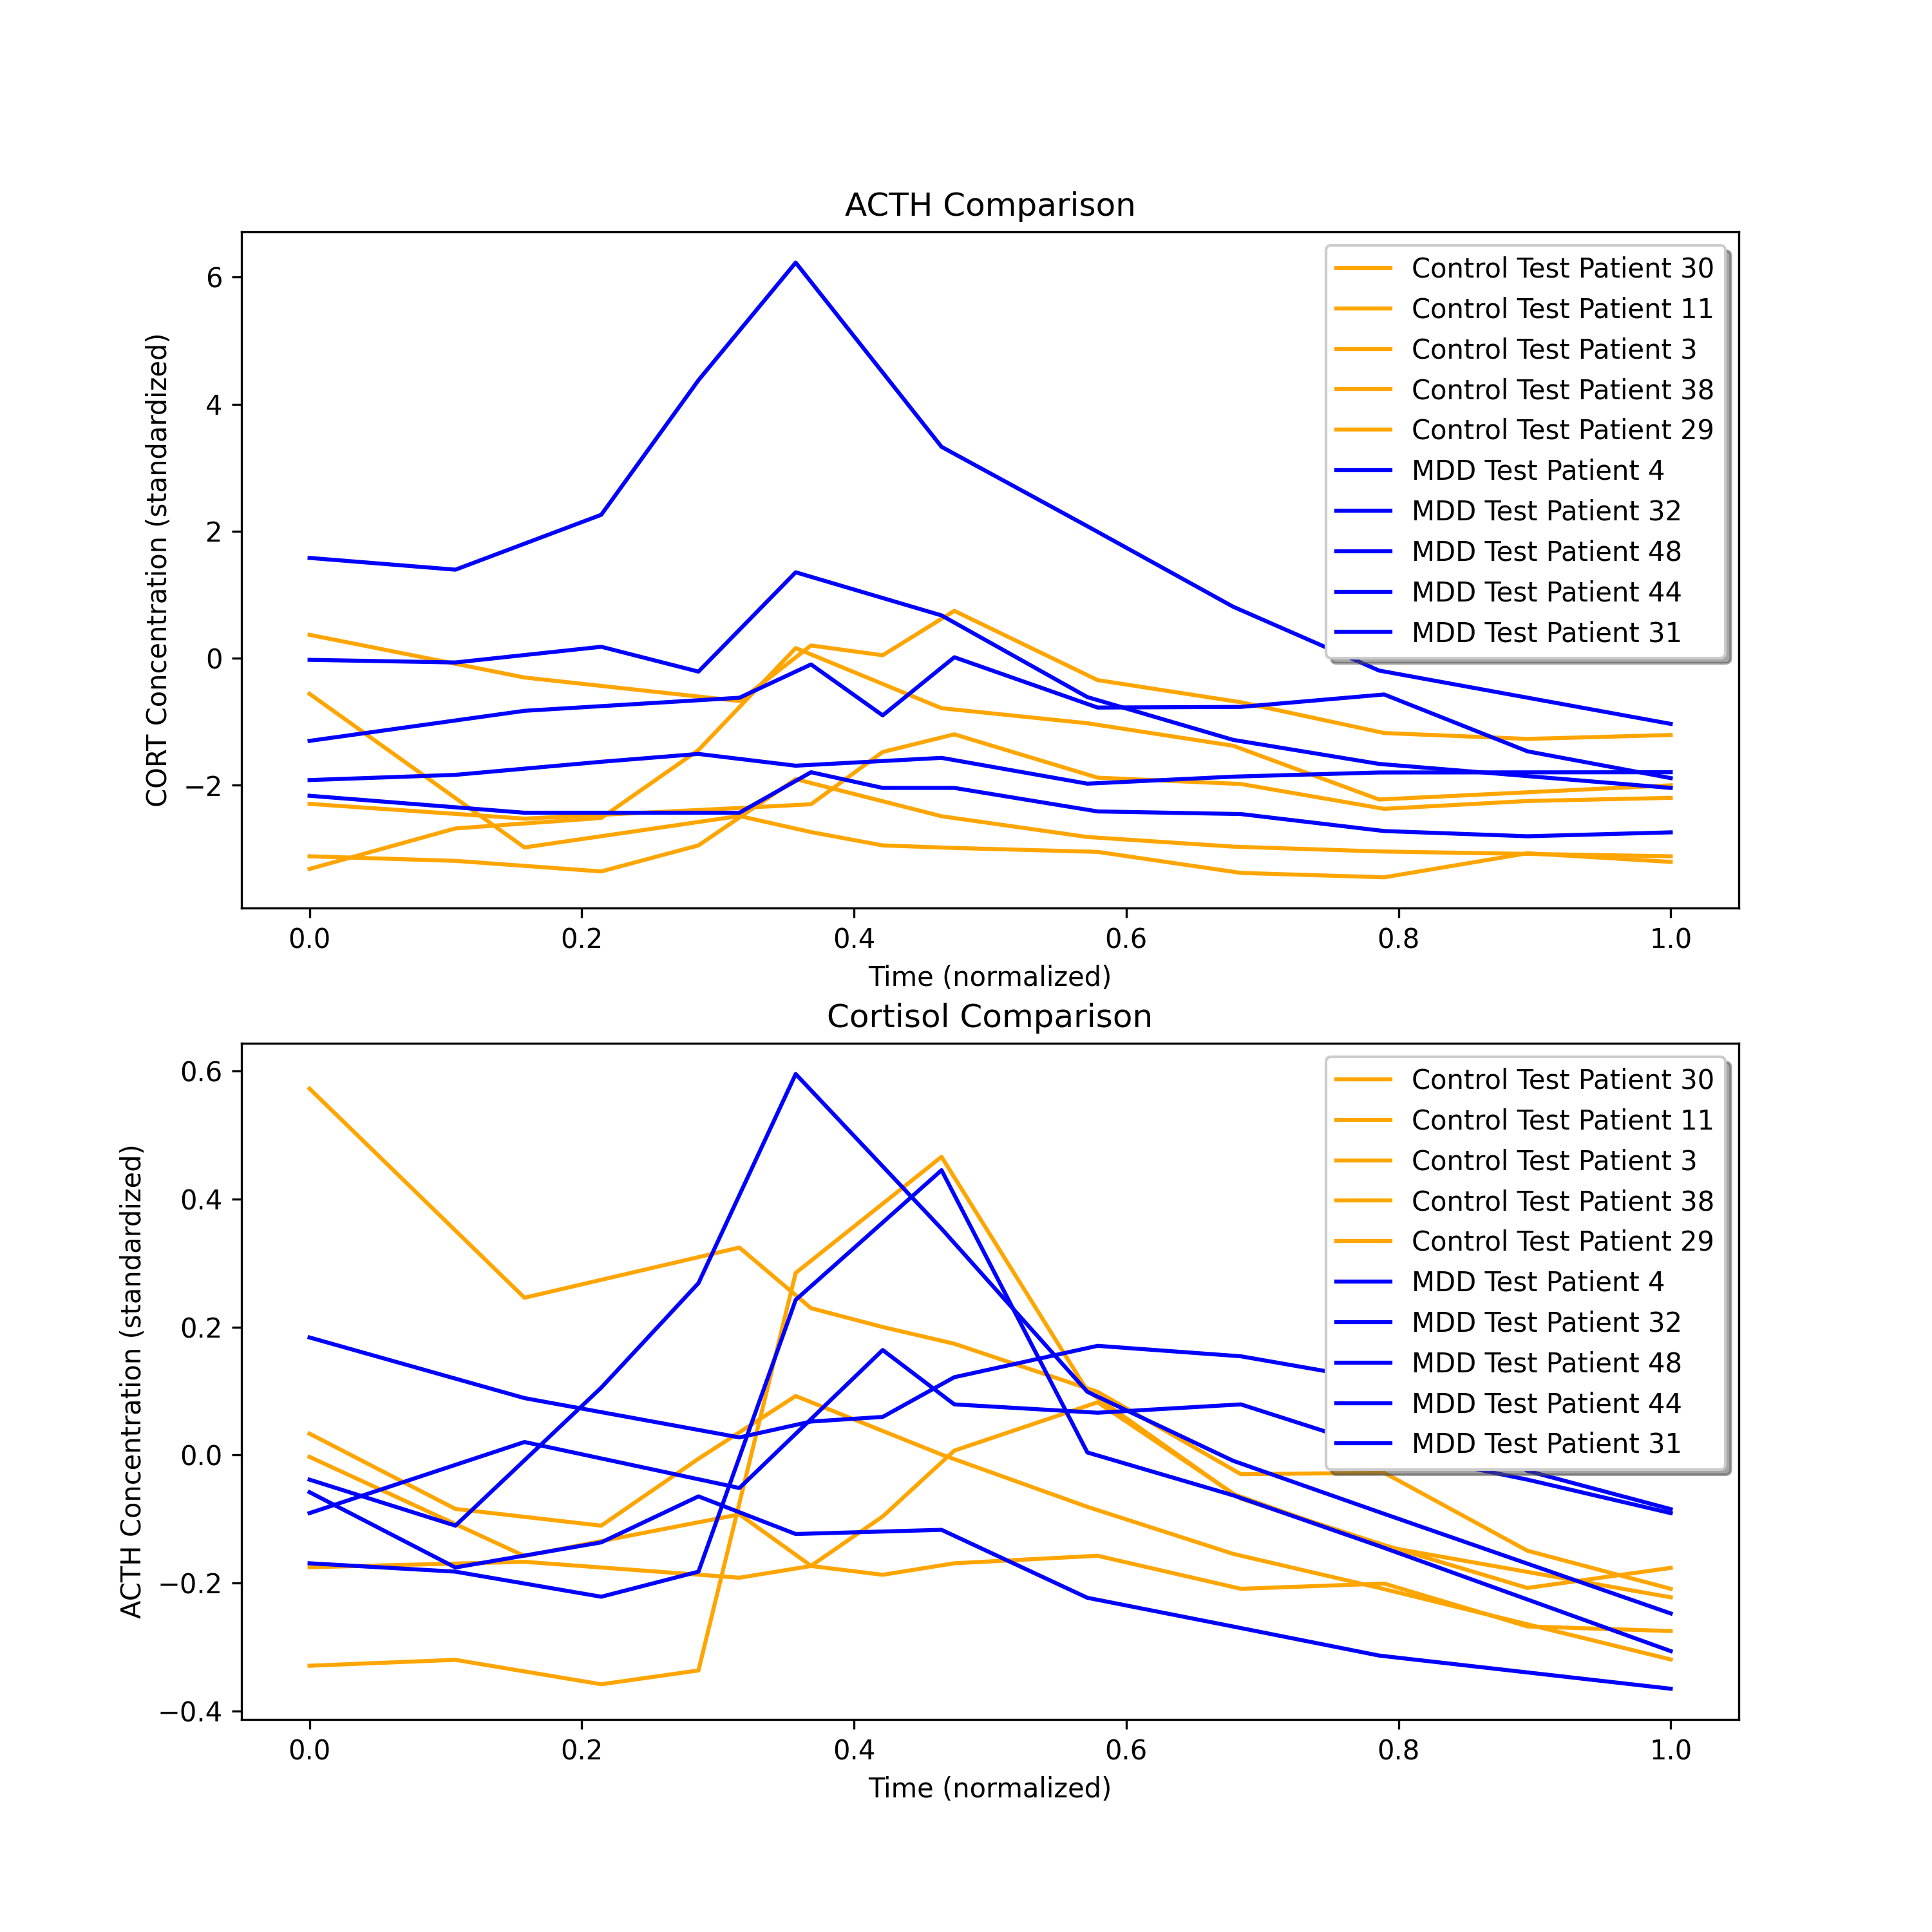 ACTH Comparison
CORT Concentration (standardized)
6
4
2
0
−2
Control Test Patient 30
Control Test Patient 11
Control Test Patient 3
Control Test Patient 38
Control Test Patient 29
MDD Test Patient 4
MDD Test Patient 32
MDD Test Patient 48
MDD Test Patient 44
MDD Test Patient 31
0.0 0.2 0.4 0.6 0.8 1.0
Time (normalized)
Cortisol Comparison
ACTH Concentration (standardized)
0.6
0.4
0.2
0.0
−0.2
−0.4
Control Test Patient 30
Control Test Patient 11
Control Test Patient 3
Control Test Patient 38
Control Test Patient 29
MDD Test Patient 4
MDD Test Patient 32
MDD Test Patient 48
MDD Test Patient 44
MDD Test Patient 31
0.0 0.2 0.4 0.6 0.8 1.0
Time (normalized)